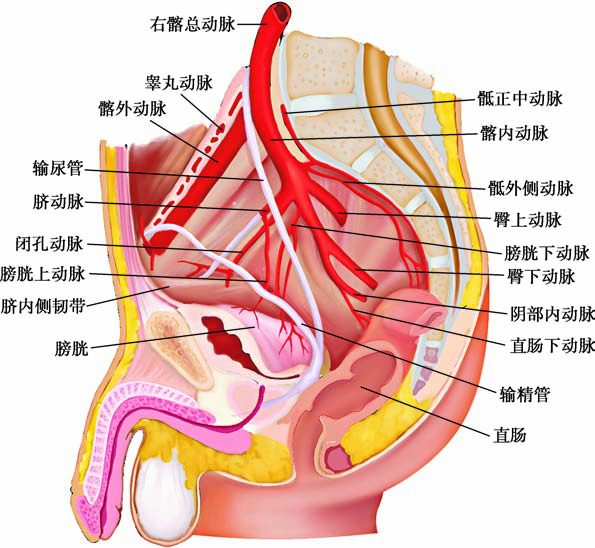 右髂总动脉
睾丸动脉
髂外动脉
输尿管
脐动脉
闭孔动脉
膀胱上动脉
脐内侧韧带
膀胱
骶正中动脉
髂内动脉
骶外侧动脉
臀上动脉
膀胱下动脉
臀下动脉
阴部内动脉
直肠下动脉
输精管
直肠